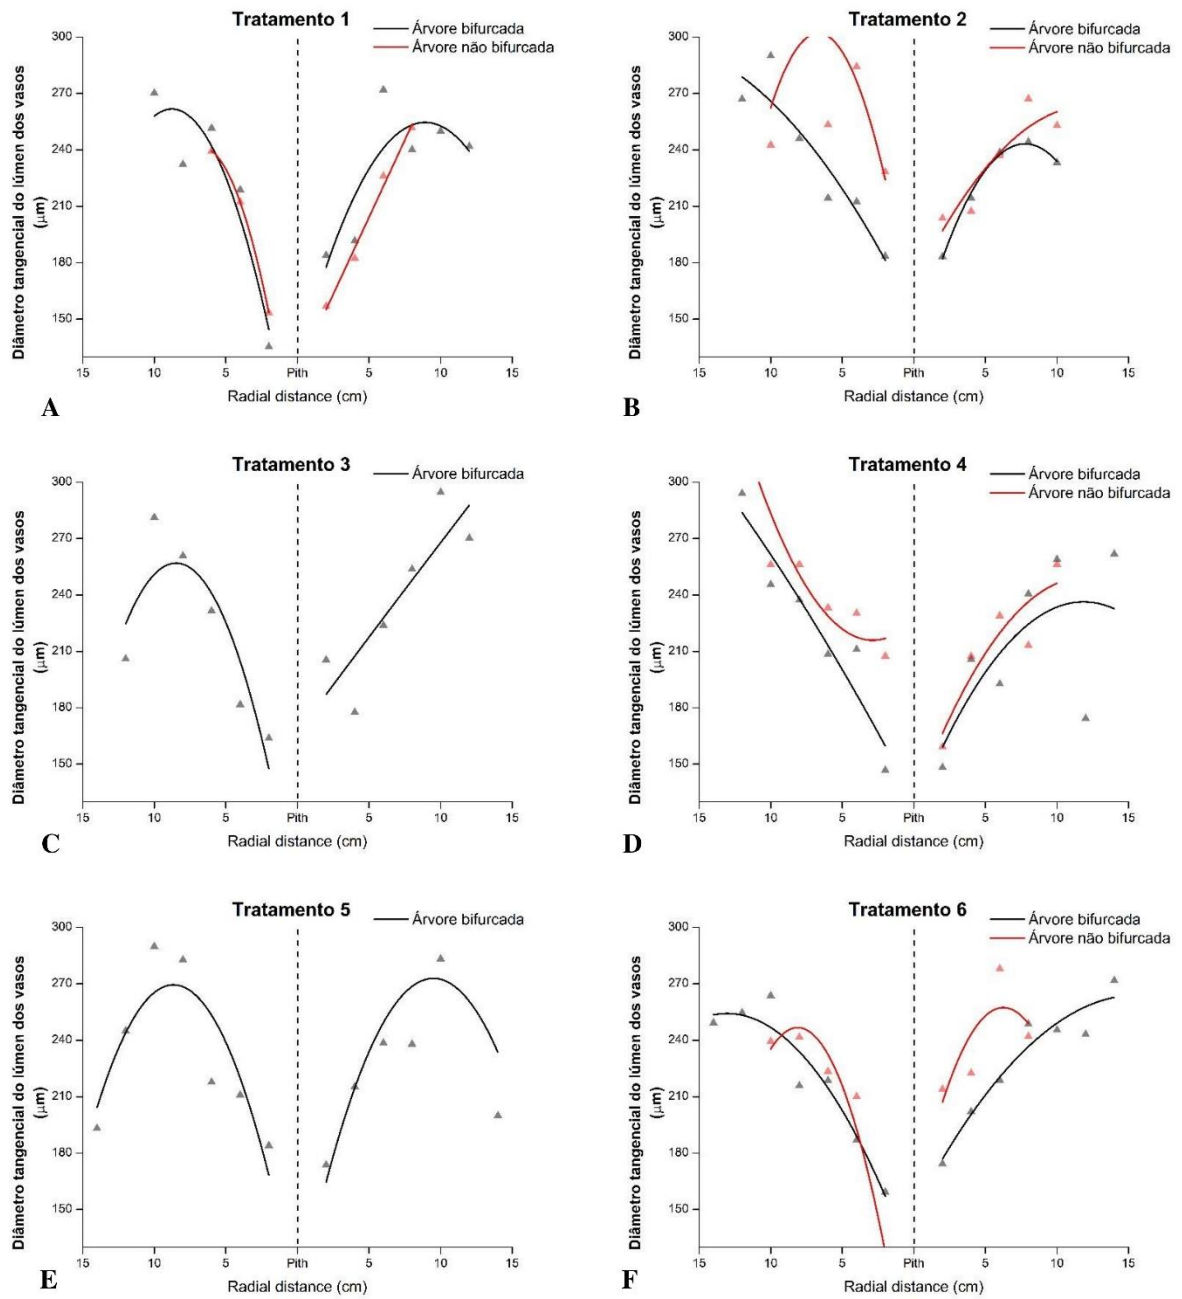 Tratamento 1
Árvore bifurcada
Árvore não bifurcada
Diâmetro tangencial do lúmen dos vasos
(μm)
300
270
240
210
180
150
15 10 5 Pith 5 10 15
Radial distance (cm)
A
Tratamento 2
Árvore bifurcada
Árvore não bifurcada
Diâmetro tangencial do lúmen dos vasos
(μm)
300
270
240
210
180
150
15 10 5 Pith 5 10 15
Radial distance (cm)
B
Tratamento 3
Árvore bifurcada
Diâmetro tangencial do lúmen dos vasos
(μm)
300
270
240
210
180
150
15 10 5 Pith 5 10 15
Radial distance (cm)
C
Tratamento 4
Árvore bifurcada
Árvore não bifurcada
Diâmetro tangencial do lúmen dos vasos
(μm)
300
270
240
210
180
150
15 10 5 Pith 5 10 15
Radial distance (cm)
D
Tratamento 5
Árvore bifurcada
Diâmetro tangencial do lúmen dos vasos
(μm)
300
270
240
210
180
150
15 10 5 Pith 5 10 15
Radial distance (cm)
E
Tratamento 6
Árvore bifurcada
Árvore não bifurcada
Diâmetro tangencial do lúmen dos vasos
(μm)
300
270
240
210
180
150
15 10 5 Pith 5 10 15
Radial distance (cm)
F